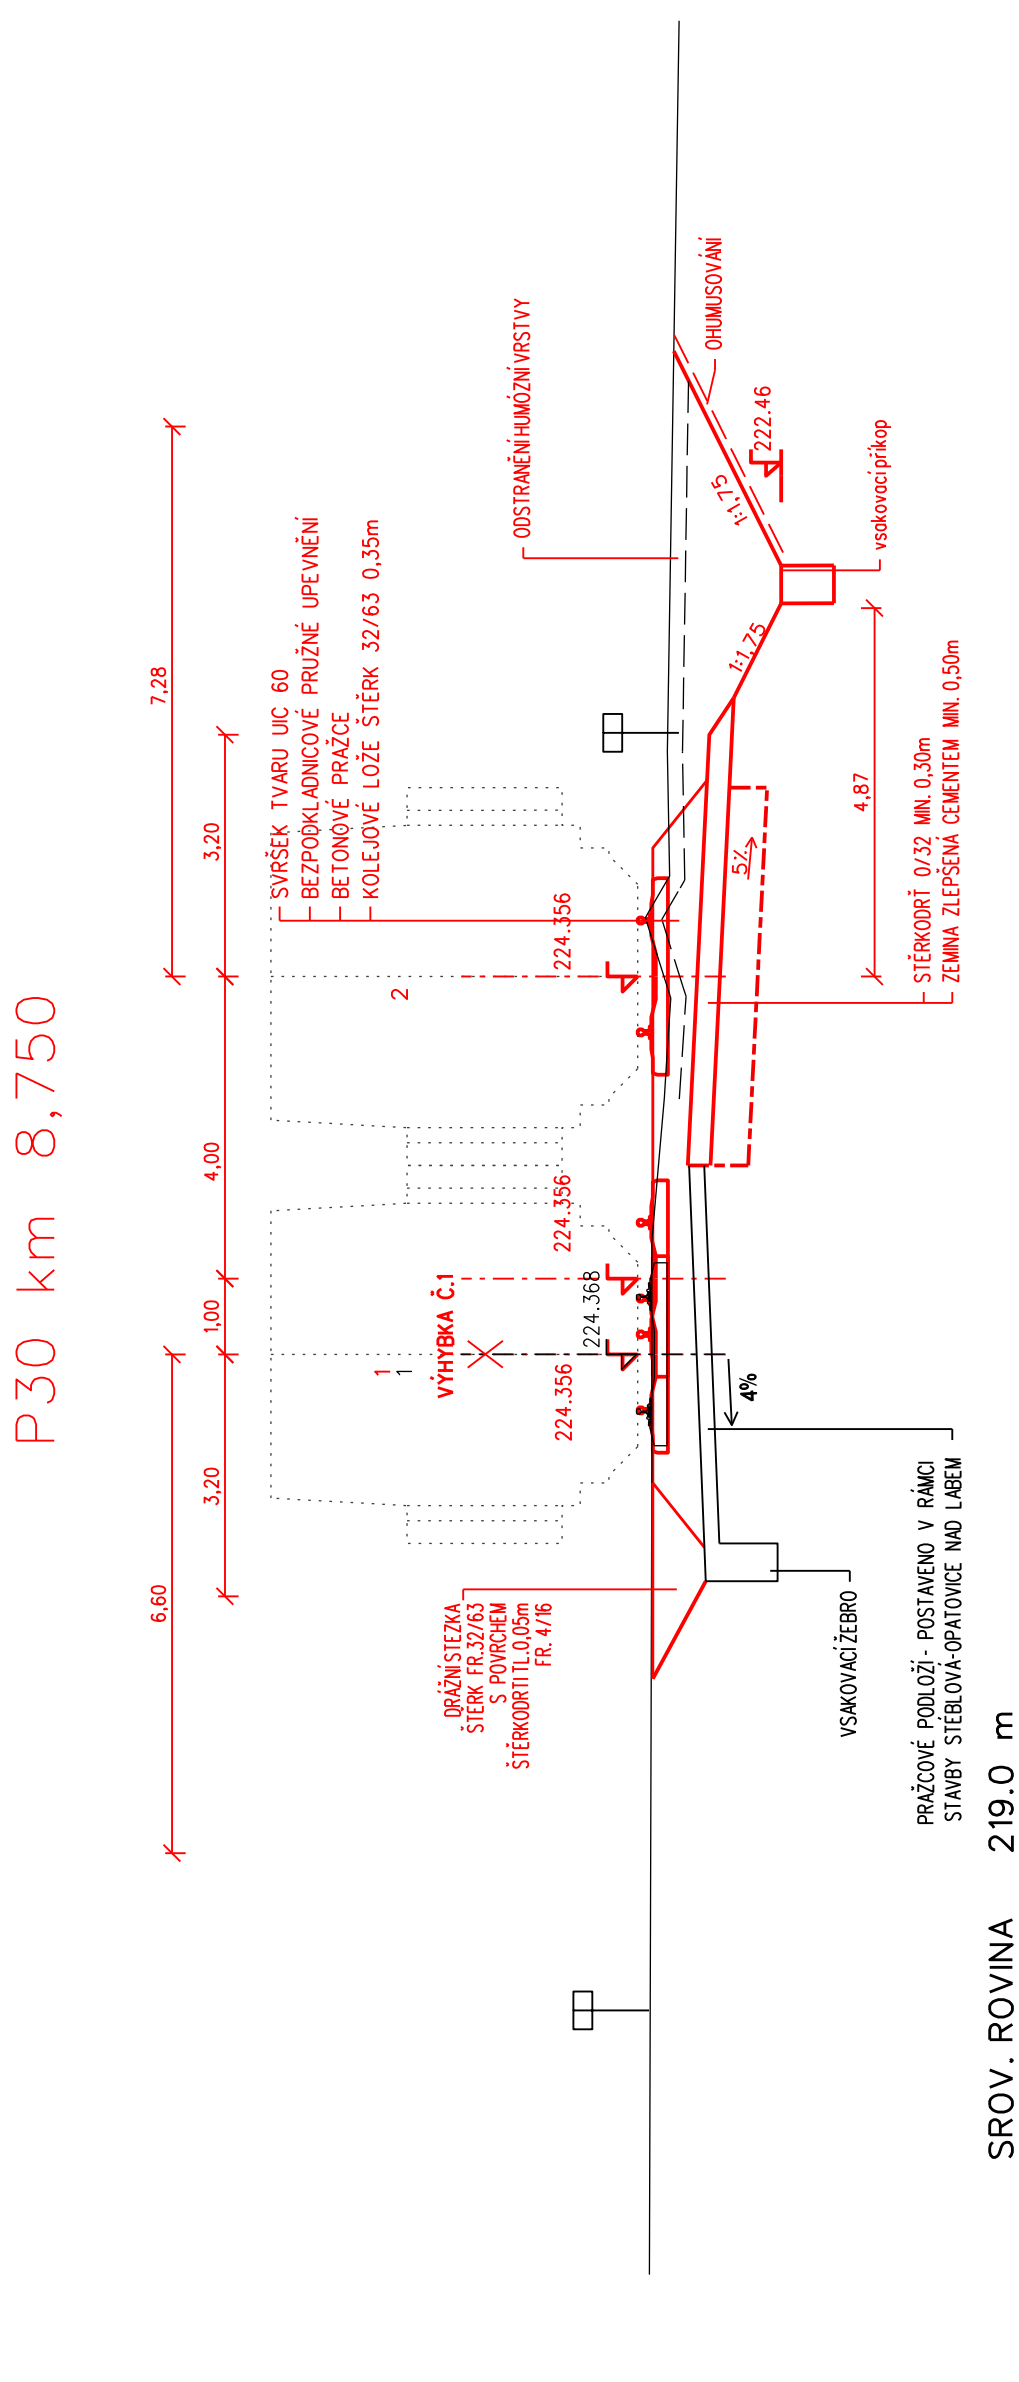 P30 km 8,750
6,60
7,28
3,20
1,00
4,00
3,20
SVRŠEK TVARU UIC 60
BEZPODKLADNICOVÉ PRUŽNÉ UPEVNĚNÍ
BETONOVÉ PRAŽCE
KOLEJOVÉ LOŽE ŠTĚRK 32/63 0,35m
1
1
2
VÝHYBKA Č.1
DRÁŽNÍ STEZKA
ŠTĚRK FR.32/63
S POVRCHEM
ŠTĚRKODRTI TL.0,05m
FR. 4/16
ODSTRANĚNÍ HUMÓZNÍ VRSTVY
224.356
224.368
224.356
224.356
OHUMUSOVÁNÍ
1:1,75
1:1,75
222.46
4%
5%
vsakovací příkop
4,87
VSAKOVACÍ ŽEBRO
PRAŽCOVÉ PODLOŽÍ - POSTAVENO V RÁMCI
STAVBY STÉBLOVÁ-OPATOVICE NAD LABEM
ŠTĚRKODRŤ 0/32 MIN. 0,30m
ZEMINA ZLEPŠENÁ CEMENTEM MIN. 0,50m
SROV. ROVINA 219.0 m